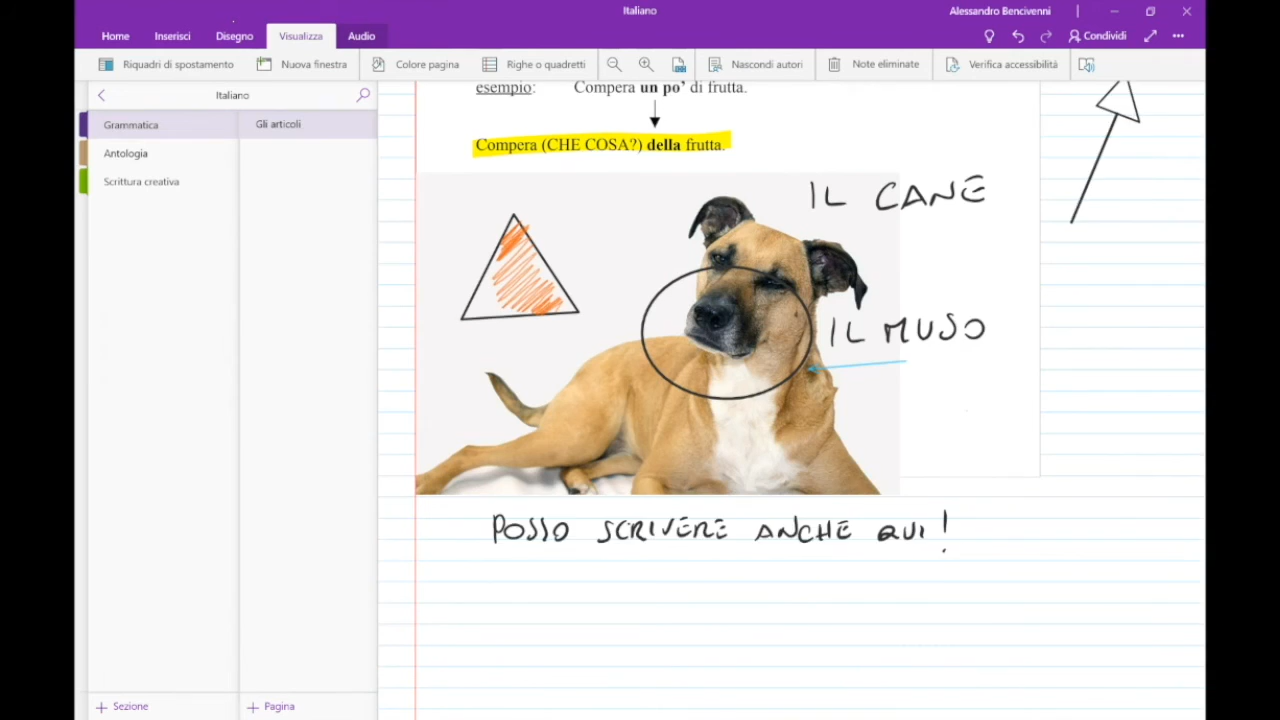 Italiano
Alessandro Bencivenni
Home Inserisci Disegno Visualizza Audio
Condividi
Riquadri di spostamento Nuova finestra Colore pagina Righe o quadretti Nascondi autori Note eliminate Verifica accessibilità
Italiano
Grammatica
Antologia
Scrittura creativa
Gli articoli
esempio: Compera un po' di frutta.
Compera (CHE COSA?) della frutta.
IL CANE
IL MUSO
POSSO SCRIVERE ANCHE QUI!
+ Sezione
+ Pagina